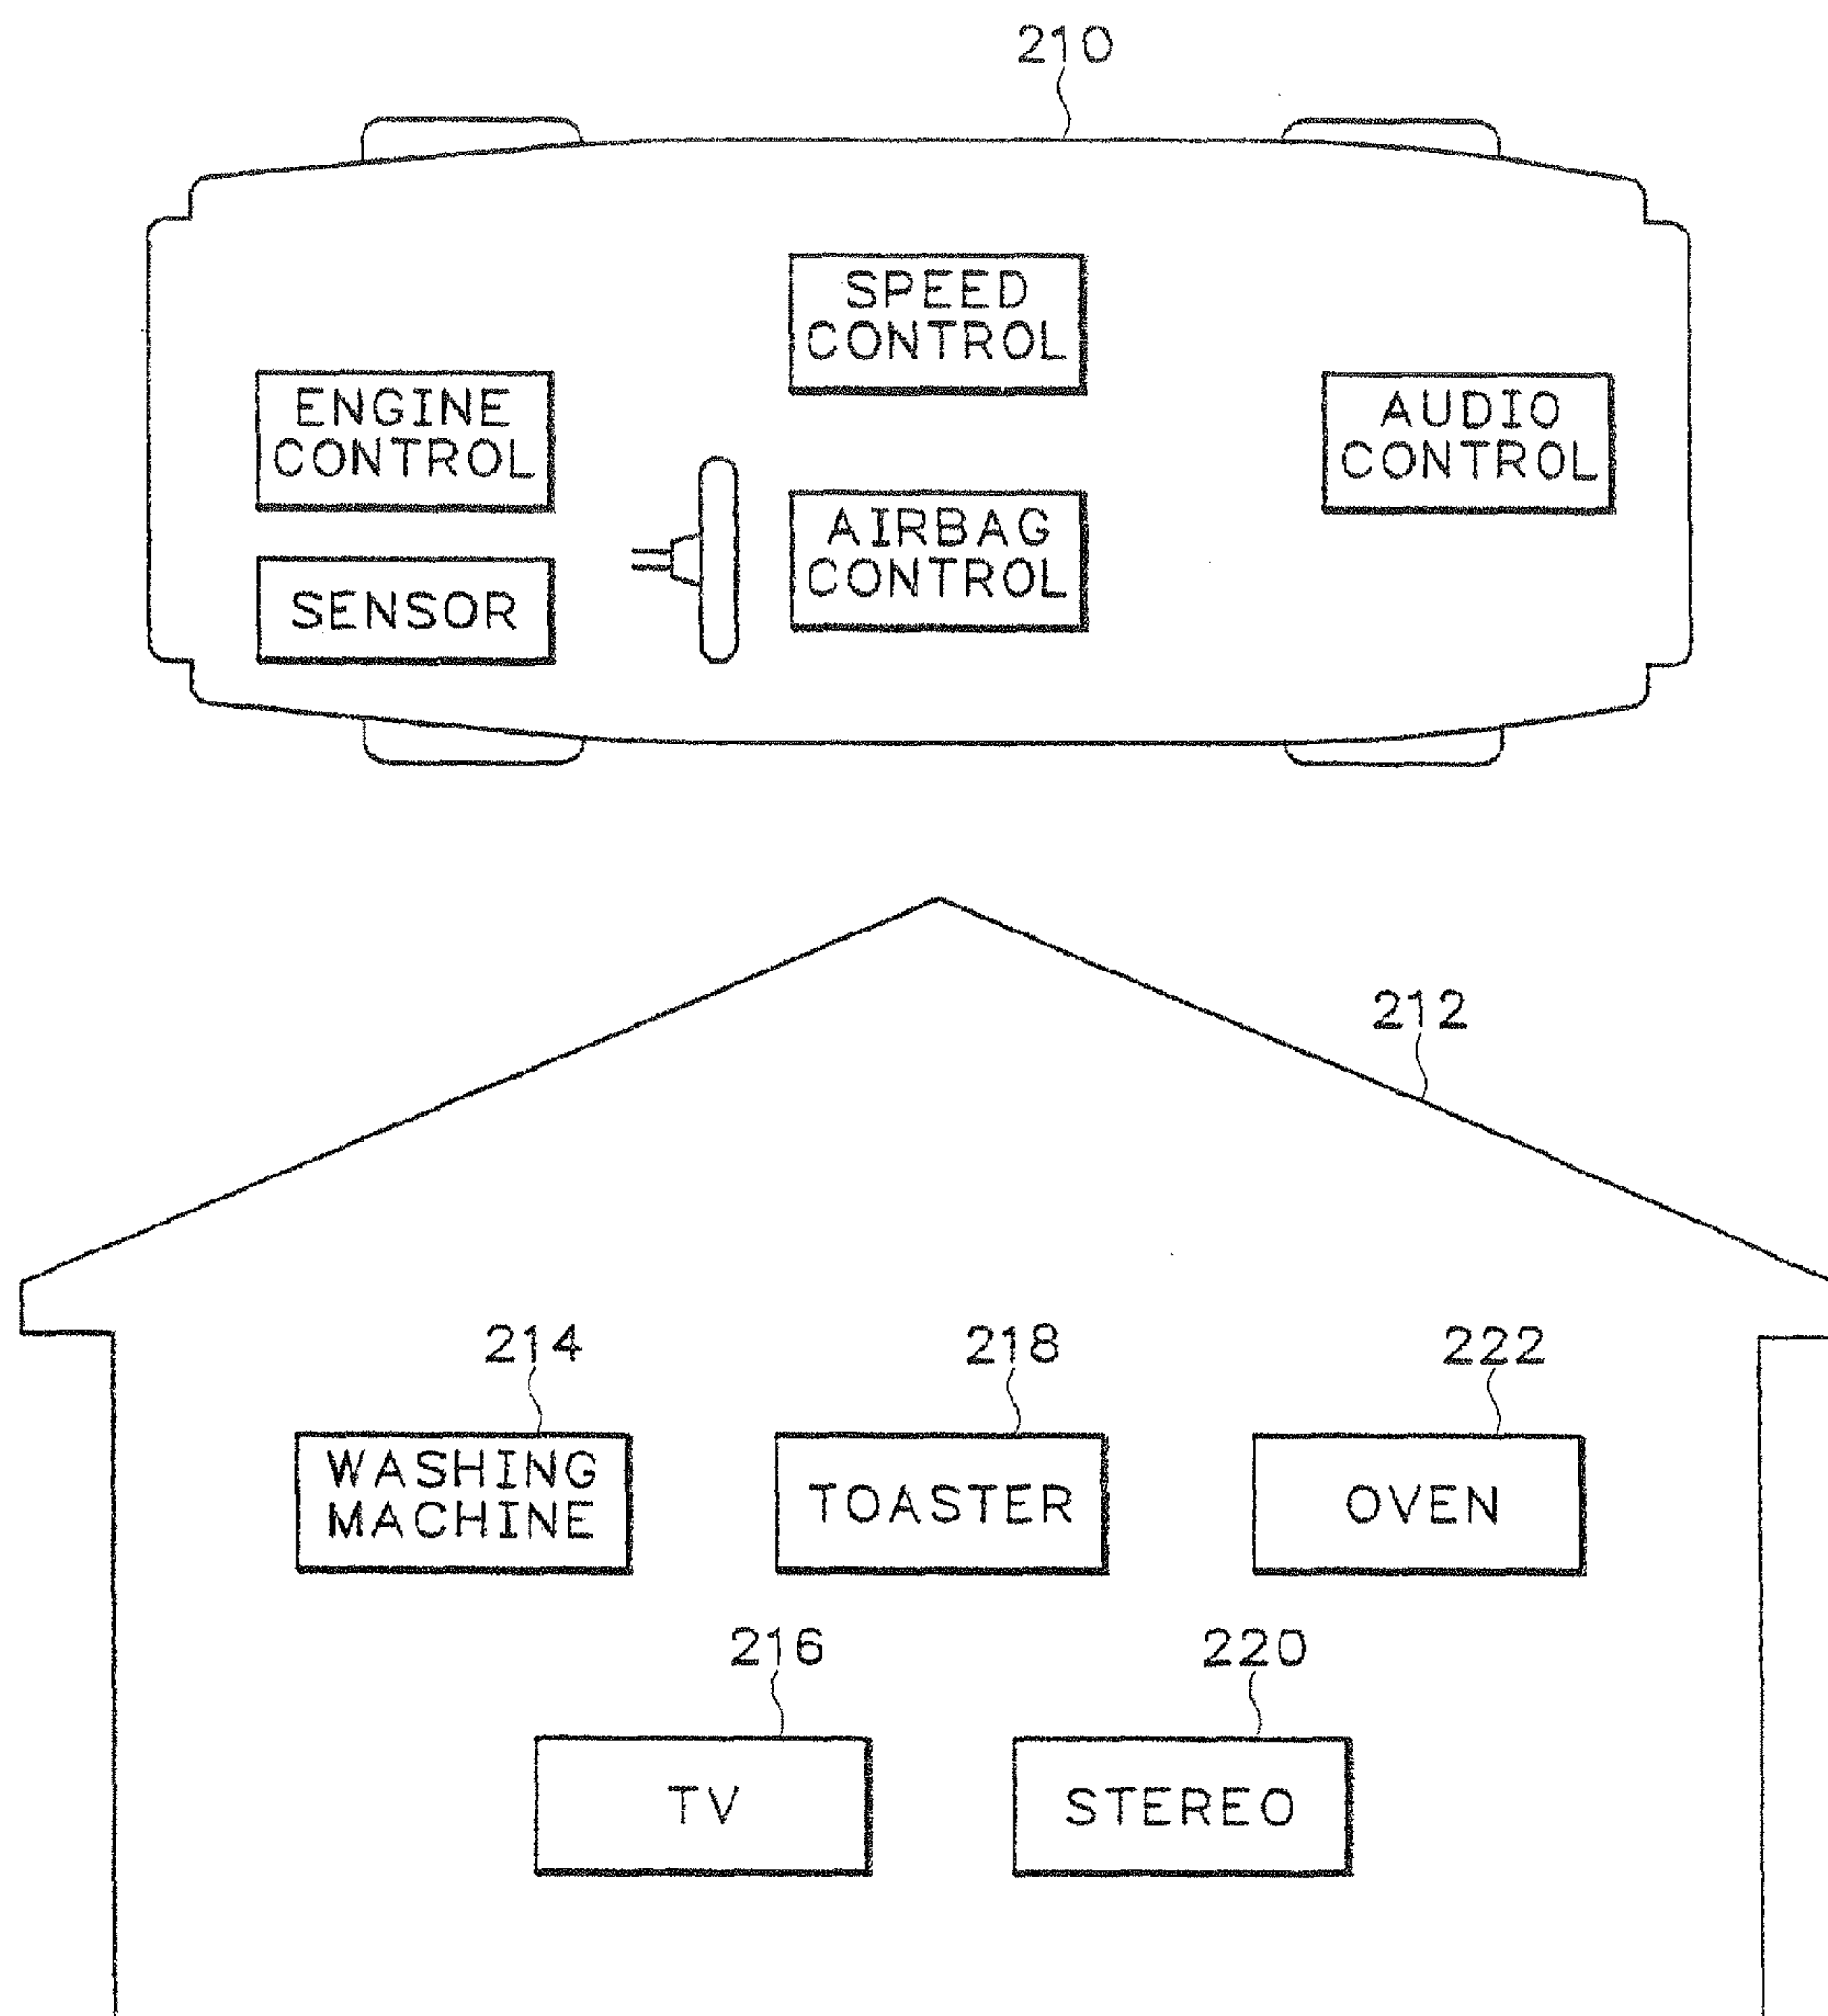 210
SPEED
CONTROL
ENGINE
CONTROL
AUDIO
CONTROL
AIRBAG
CONTROL
SENSOR
212
214
218
222
WASHING
MACHINE
TOASTER
OVEN
216
220
TV
STEREO